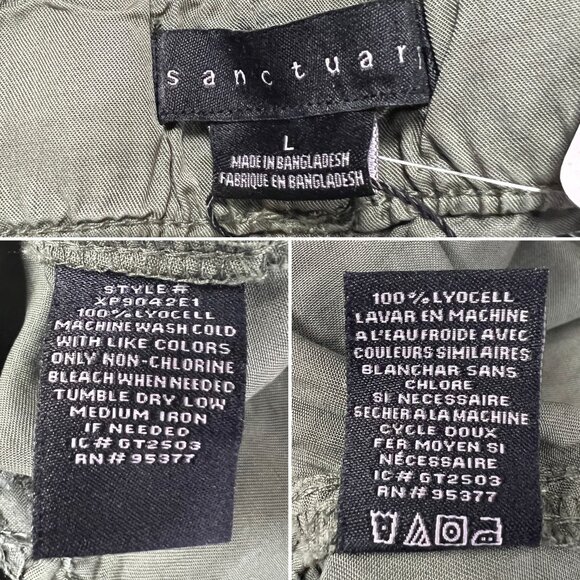 sanctuary
L
MADE IN BANGLADESH
FABRIQUE EN BANGLADESH
STYLE #
XP9042E1
100% LYOCELL
MACHINE WASH COLD
WITH LIKE COLORS
ONLY NON-CHLORINE
BLEACH WHEN NEEDED
TUMBLE DRY LOW
MEDIUM IRON
IF NEEDED
IC# GT2503
RN# 95377
100% LYOCELL
LAVAR EN MACHINE
A L'EAU FROIDE AVEC
COULEURS SIMILAIRES
BLANCHAR SANS
CHLORE
SI NECESSAIRE
SECHER A LA MACHINE
CYCLE DOUX
FER MOYEN SI
NÉCESSAIRE
IC# GT2503
RN# 95377